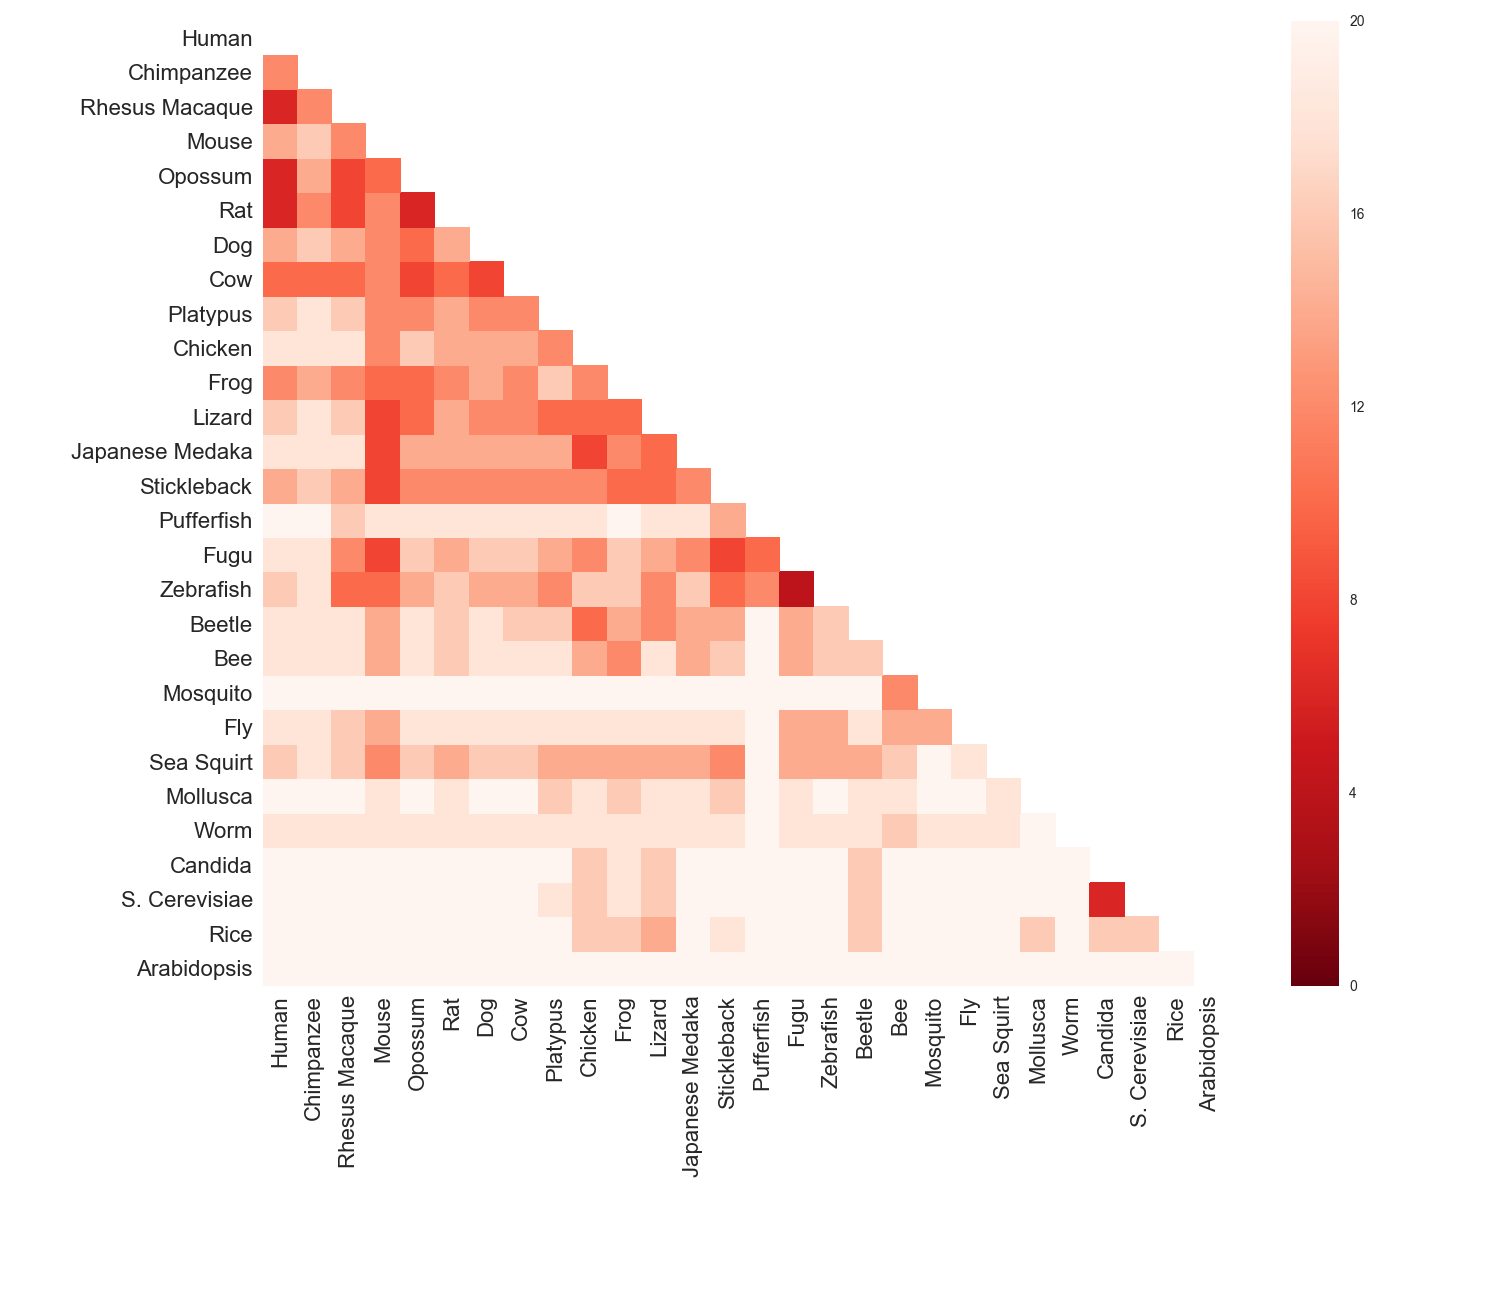 Human
Chimpanzee
Rhesus Macaque
Mouse
Opossum
Rat
Dog
Cow
Platypus
Chicken
Frog
Lizard
Japanese Medaka
Stickleback
Pufferfish
Fugu
Zebrafish
Beetle
Bee
Mosquito
Fly
Sea Squirt
Mollusca
Worm
Candida
S. Cerevisiae
Rice
Arabidopsis
Human
Chimpanzee
Rhesus Macaque
Mouse
Opossum
Rat
Dog
Cow
Platypus
Chicken
Frog
Lizard
Japanese Medaka
Stickleback
Pufferfish
Fugu
Zebrafish
Beetle
Bee
Mosquito
Fly
Sea Squirt
Mollusca
Worm
Candida
S. Cerevisiae
Rice
Arabidopsis
20
16
12
8
4
0